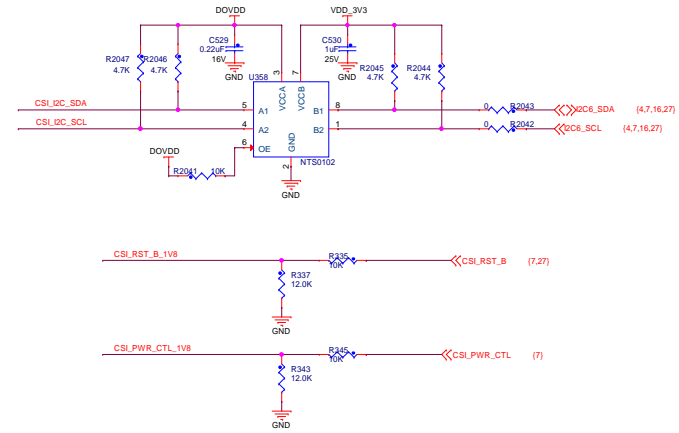 DOVDD
VDD_3V3
R2047
4.7K
R2046
4.7K
C529
0.22uF
16V
GND
C530
1uF
25V
GND
R2045
4.7K
R2044
4.7K
U358
3
7
VCCA
VCCB
CSI_I2C_SDA
5
A1
B1
8
0
R2043
I2C6_SDA
{4,7,16,27}
CSI_I2C_SCL
4
A2
B2
1
0
R2042
I2C6_SCL
{4,7,16,27}
DOVDD
6
OE
GND
NTS0102
R2041
10K
2
GND
CSI_RST_B_1V8
R335
10K
CSI_RST_B
{7,27}
R337
12.0K
GND
CSI_PWR_CTL_1V8
R345
10K
CSI_PWR_CTL
{7}
R343
12.0K
GND